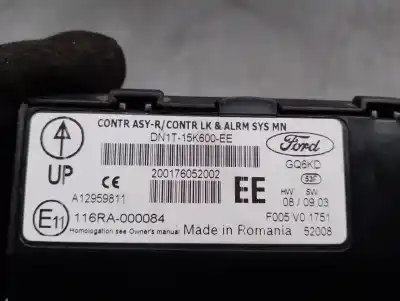 CONTR ASY-R/CONTR LK & ALRM SYS MN
DN1T-15K600-EE
UP
Ford
GQ6KD
S3F
200176052002
CE
EE
HW SW
08 / 09.03
A12959811
E11
116RA-000084
F005 V0 1751
Homologation see Owner's manual
Made in Romania
52008